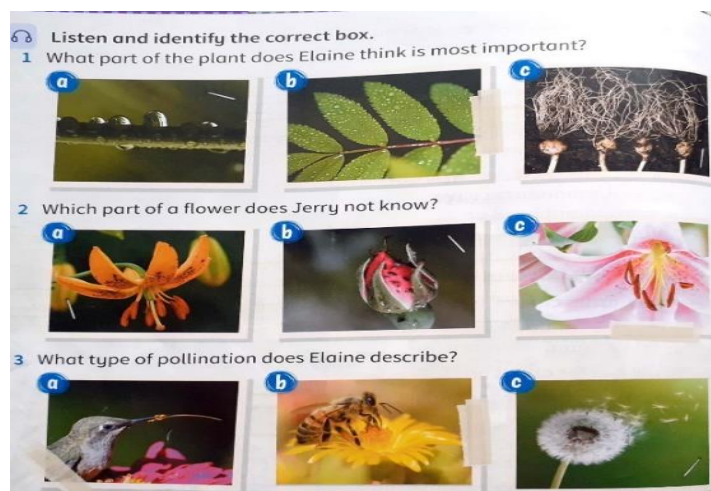 Listen and identify the correct box.
1 What part of the plant does Elaine think is most important?
a b c
2 Which part of a flower does Jerry not know?
a b c
3 What type of pollination does Elaine describe?
a b c